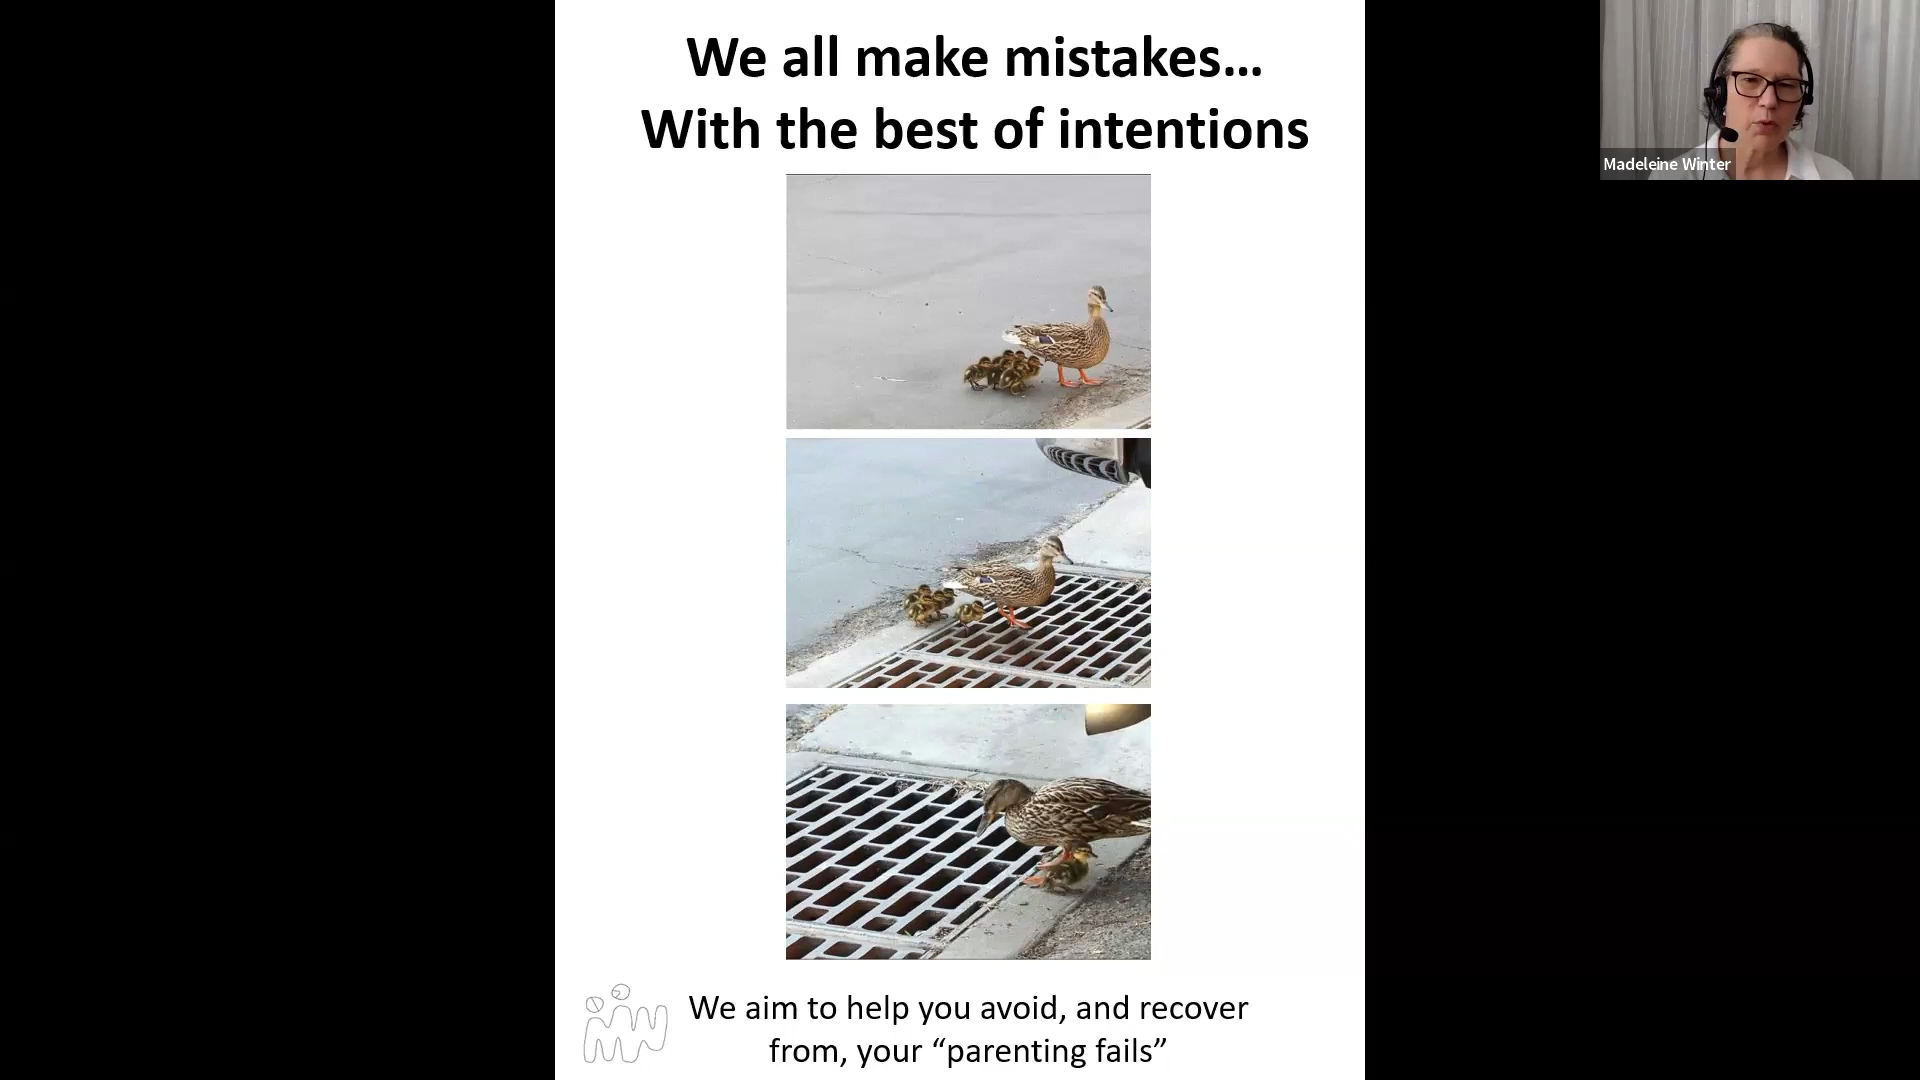 We all make mistakes…
With the best of intentions
Madeleine Winter
We aim to help you avoid, and recover
from, your “parenting fails”